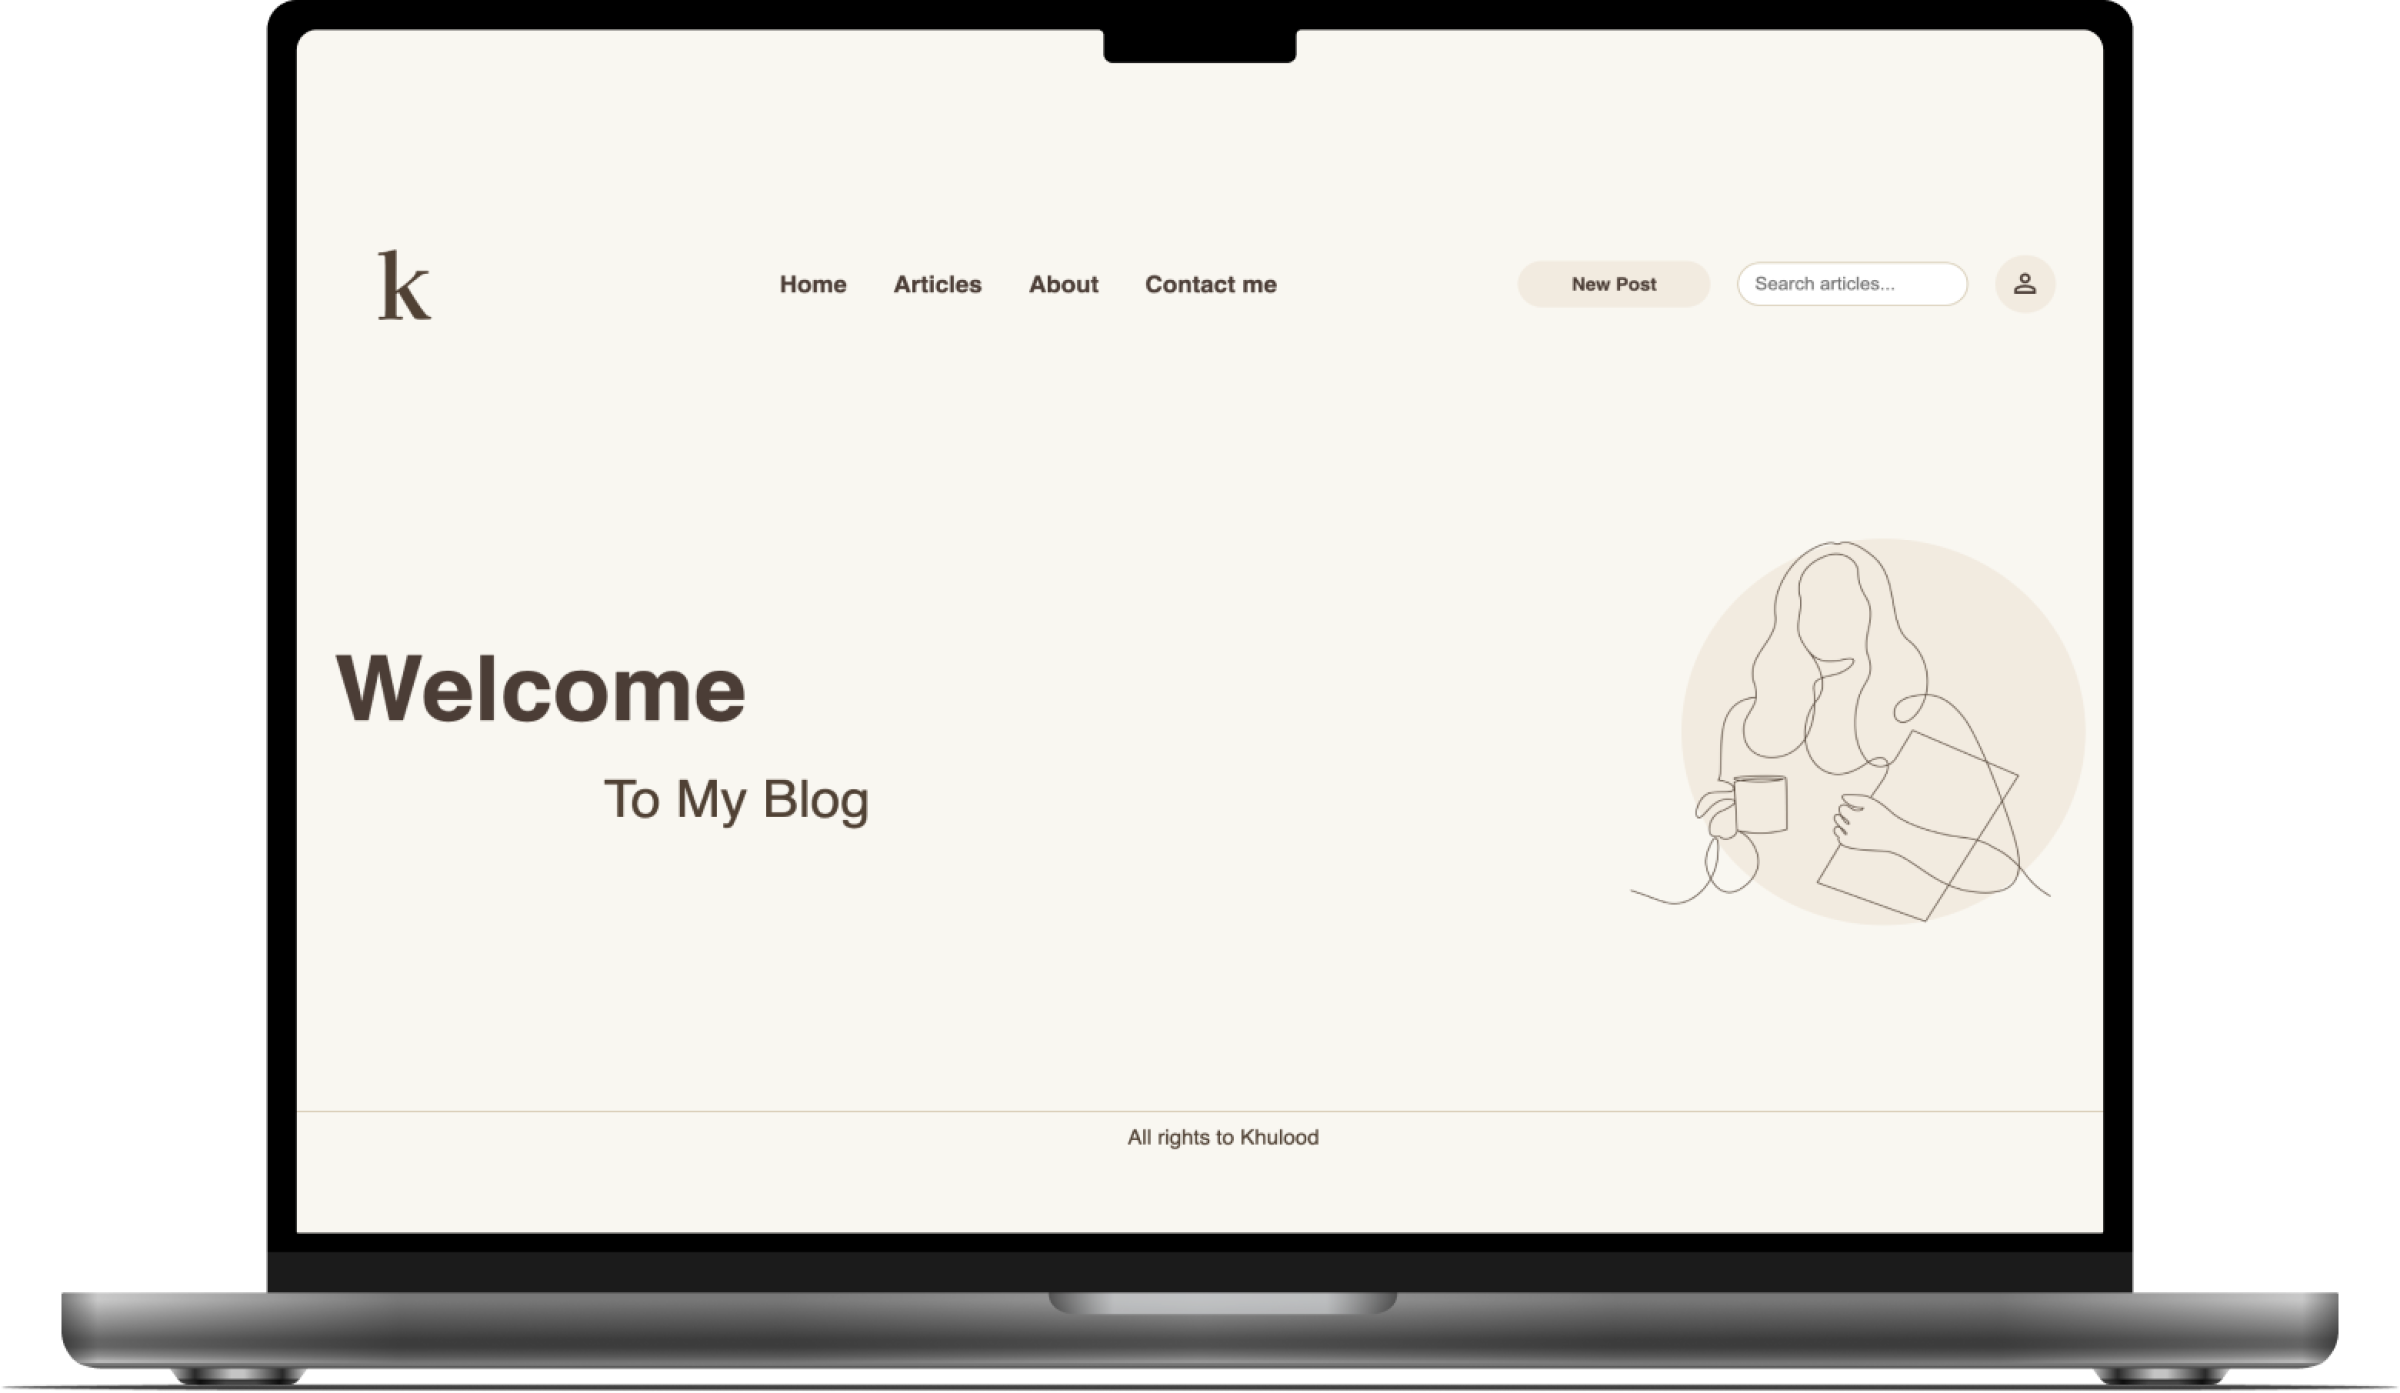 k
Home Articles About Contact me New Post Search articles...
Welcome
To My Blog
All rights to Khulood